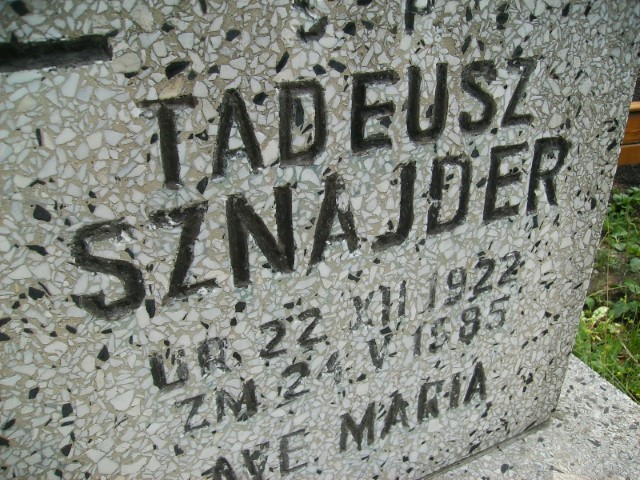 Ś P
TADEUSZ
SZNAJDER
UR. 22 XII 1922
ZM 24 V 1985
AVE MARIA